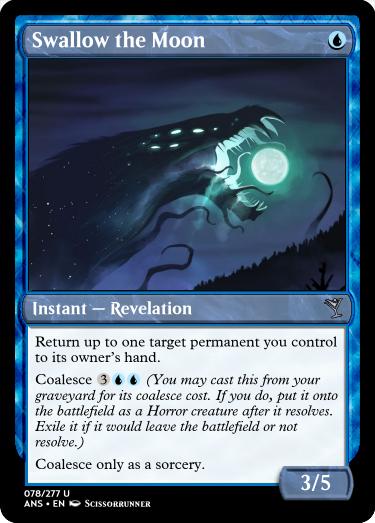 Swallow the Moon
Instant — Revelation
Return up to one target permanent you control
to its owner's hand.
Coalesce 3 (You may cast this from your
graveyard for its coalesce cost. If you do, put it onto
the battlefield as a Horror creature after it resolves.
Exile it if it would leave the battlefield or not
resolve.)
Coalesce only as a sorcery.
3/5
078/277 U
ANS • EN Scissorrunner